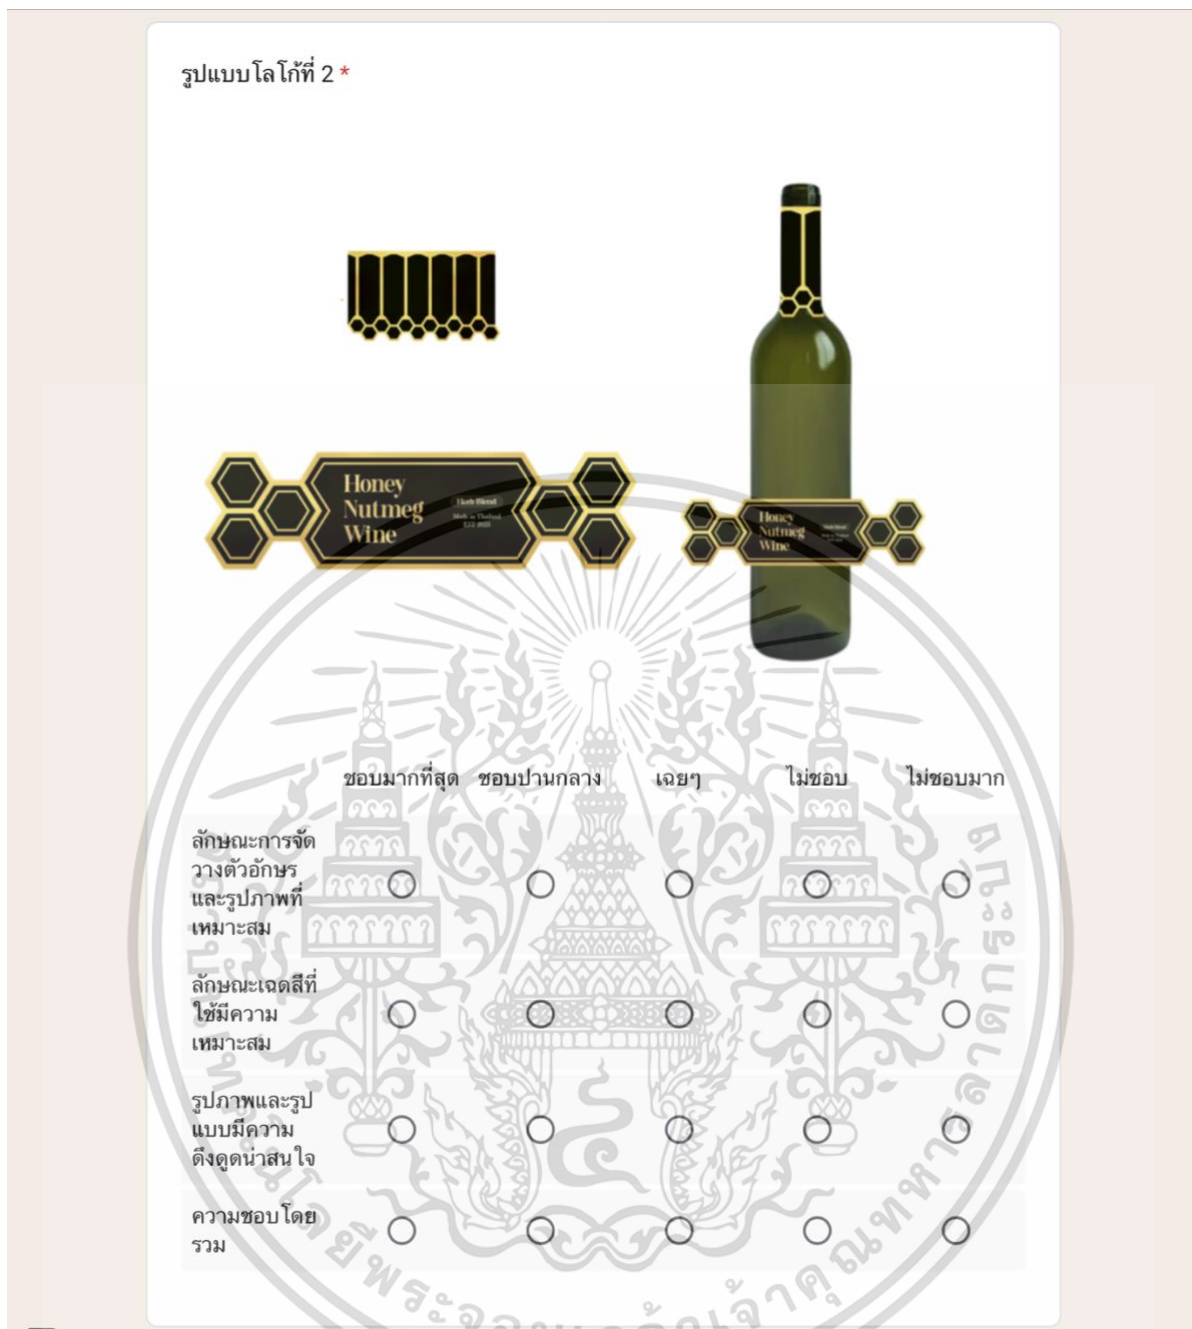 รูปแบบโลโก้ที่ 2 *
Honey
Nutmeg
Wine
Herb Blend
Made in Thailand
Honey
Nutmeg
Wine
ชอบมากที่สุด ชอบปานกลาง เฉยๆ ไม่ชอบ ไม่ชอบมาก
ลักษณะการจัด
วางตัวอักษร
และรูปภาพที่
เหมาะสม
ลักษณะเฉดสีที่
ใช้มีความ
เหมาะสม
รูปภาพและรูป
แบบมีความ
ดึงดูดน่าสนใจ
ความชอบโดย
รวม